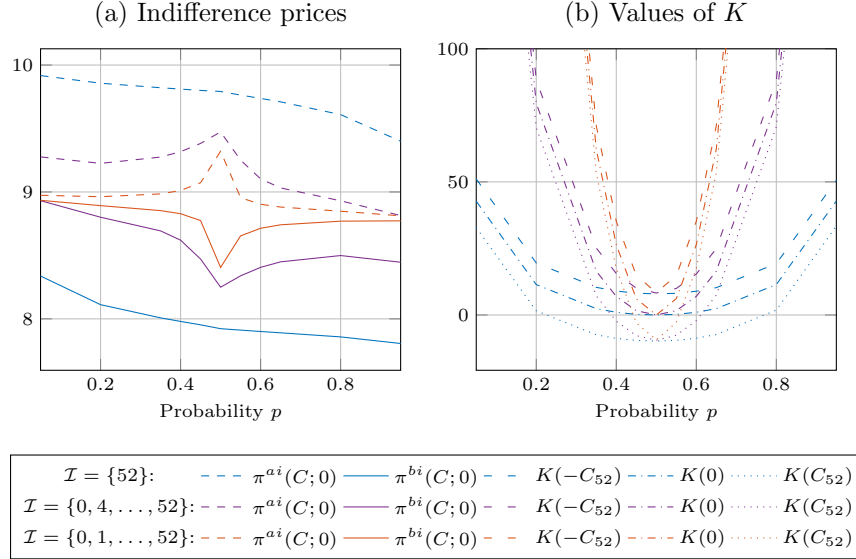 (a) Indifference prices
(b) Values of K
10
9
8
0.2 0.4 0.6 0.8
Probability p
100
50
0
0.2 0.4 0.6 0.8
Probability p
I = {52}: π^{ai}(C; 0) π^{bi}(C; 0) K(−C_{52}) K(0) K(C_{52})
I = {0, 4, . . . , 52}: π^{ai}(C; 0) π^{bi}(C; 0) K(−C_{52}) K(0) K(C_{52})
I = {0, 1, . . . , 52}: π^{ai}(C; 0) π^{bi}(C; 0) K(−C_{52}) K(0) K(C_{52})